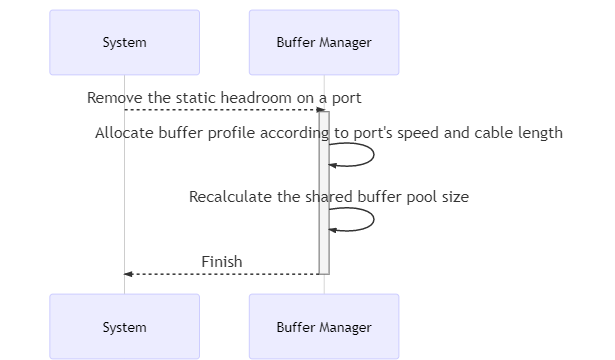 System
Buffer Manager
Remove the static headroom on a port
Allocate buffer profile according to port's speed and cable length
Recalculate the shared buffer pool size
Finish
System
Buffer Manager